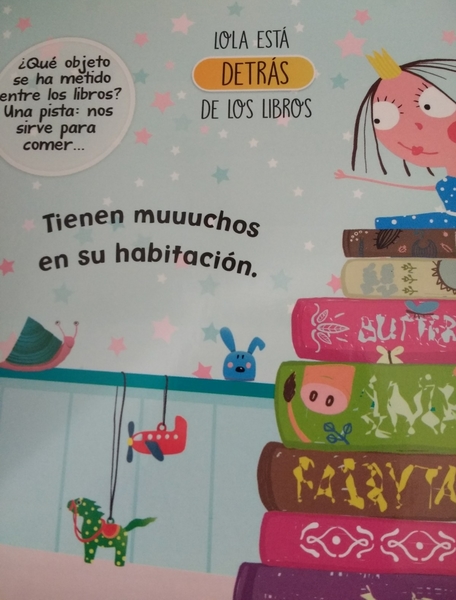 ¿Qué objeto
se ha metido
entre los libros?
Una pista: nos
sirve para
comer...
LOLA ESTÁ
DETRÁS
DE LOS LIBROS
Tienen muuuchos
en su habitación.